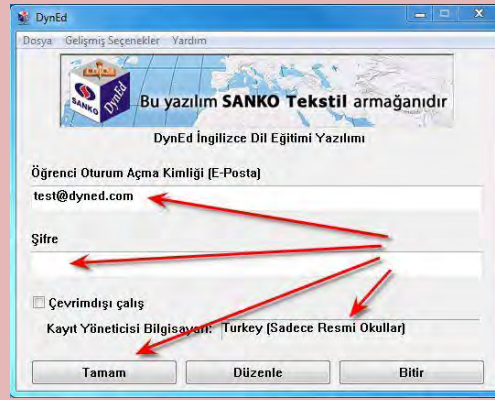 DynEd
Dosya Gelişmiş Seçenekler Yardım
SANKO DynEd
Bu yazılım SANKO Tekstil armağanıdır
DynEd İngilizce Dil Eğitimi Yazılımı
Öğrenci Oturum Açma Kimliği (E-Posta)
test@dyned.com
Şifre
Çevrimdışı çalış
Kayıt Yöneticisi Bilgisayarı: Turkey (Sadece Resmi Okullar)
Tamam Düzenle Bitir